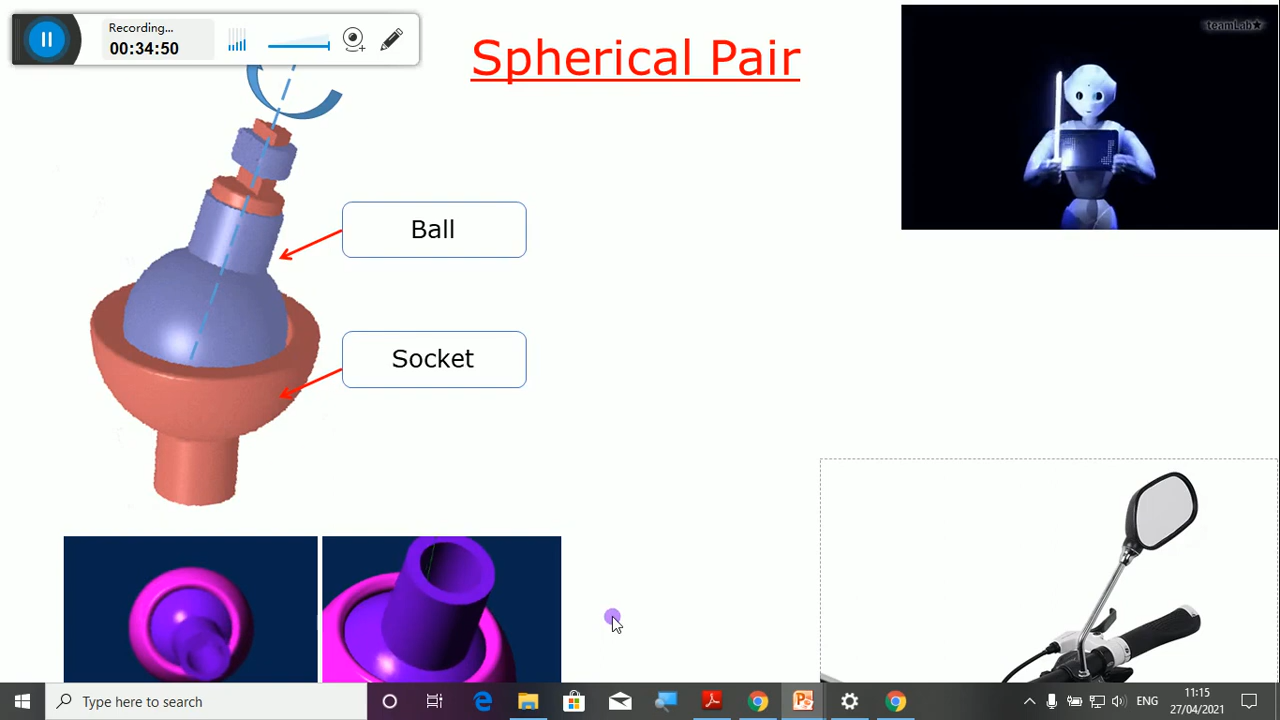 Recording...
00:34:50
Spherical Pair
teamLab★
Ball
Socket
Type here to search
ENG
11:15
27/04/2021